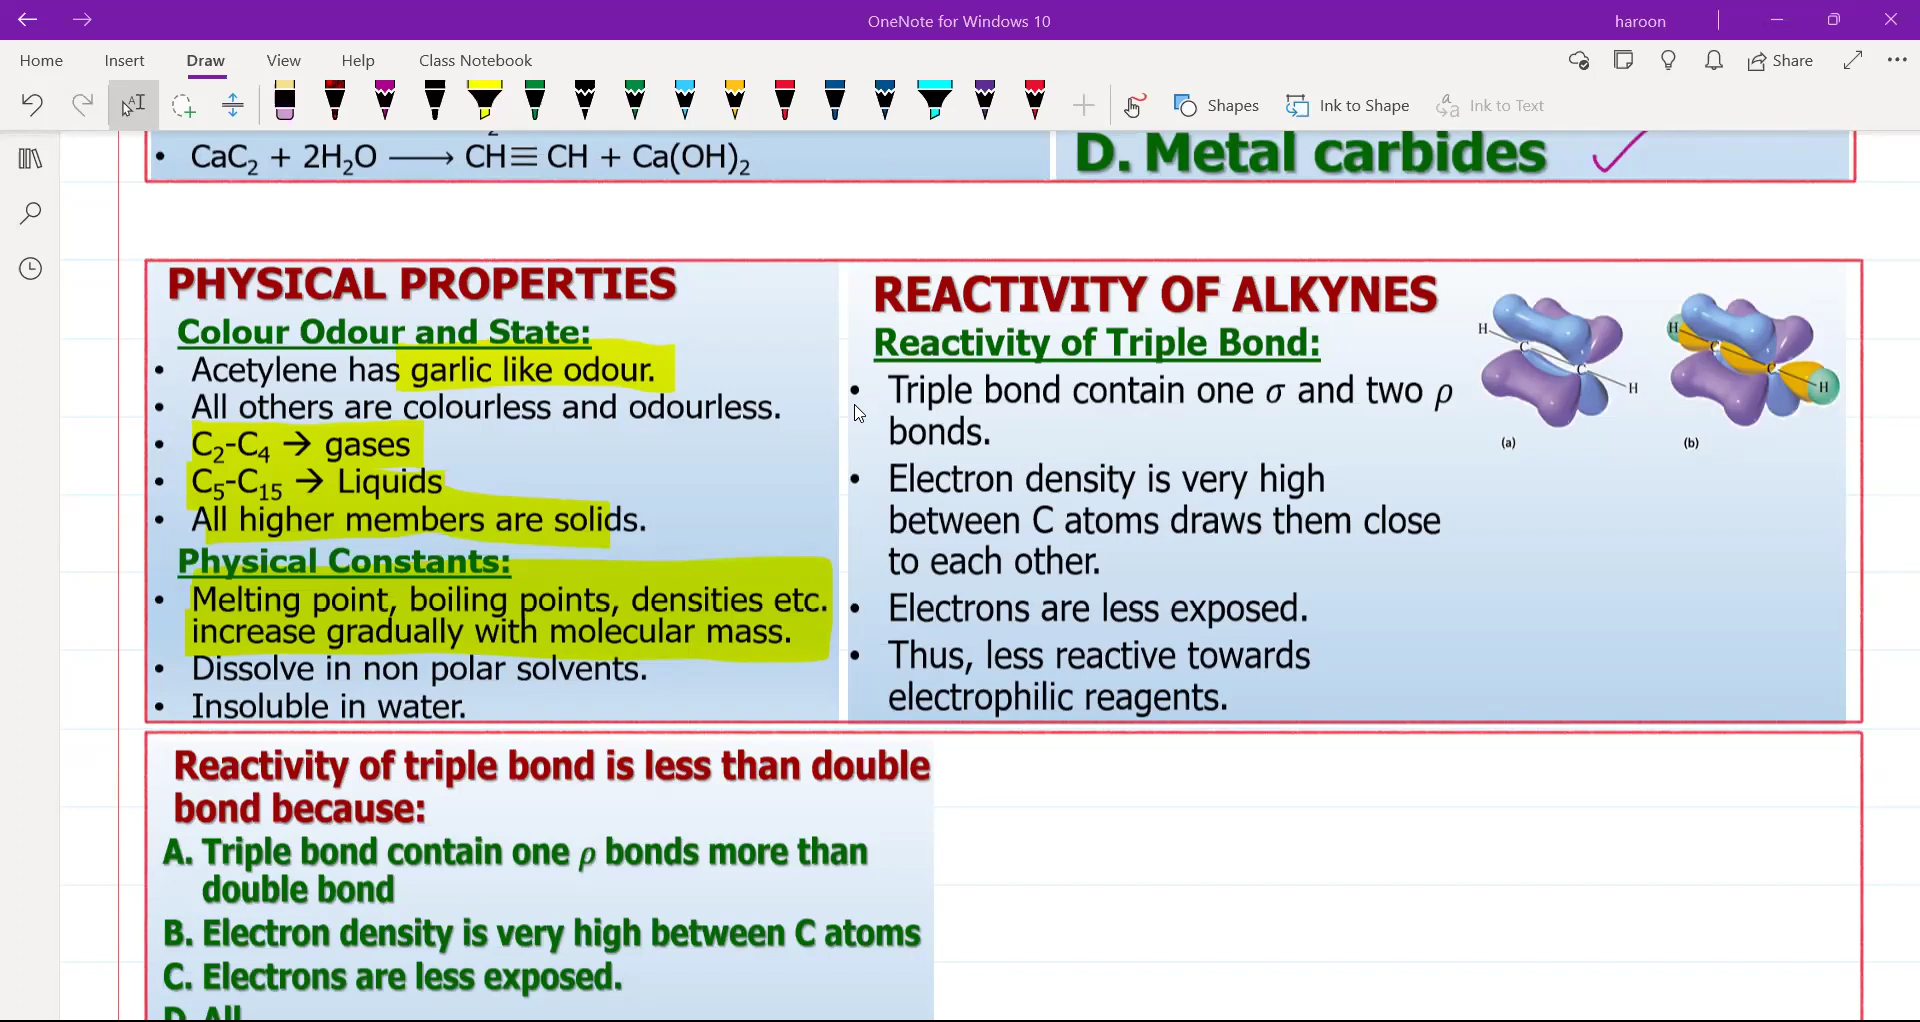 OneNote for Windows 10
haroon
Home Insert Draw View Help Class Notebook
Share
Shapes Ink to Shape Ink to Text
• CaC₂ + 2H₂O ⟶ CH≡CH + Ca(OH)₂
D. Metal carbides
PHYSICAL PROPERTIES
Colour Odour and State:
• Acetylene has garlic like odour.
• All others are colourless and odourless.
• C₂-C₄ → gases
• C₅-C₁₅ → Liquids
• All higher members are solids.
Physical Constants:
• Melting point, boiling points, densities etc.
increase gradually with molecular mass.
• Dissolve in non polar solvents.
• Insoluble in water.
REACTIVITY OF ALKYNES
Reactivity of Triple Bond:
• Triple bond contain one σ and two ρ
bonds.
• Electron density is very high
between C atoms draws them close
to each other.
• Electrons are less exposed.
• Thus, less reactive towards
electrophilic reagents.
H C C H
(a)
H C C H
(b)
Reactivity of triple bond is less than double
bond because:
A. Triple bond contain one ρ bonds more than
double bond
B. Electron density is very high between C atoms
C. Electrons are less exposed.
D. All